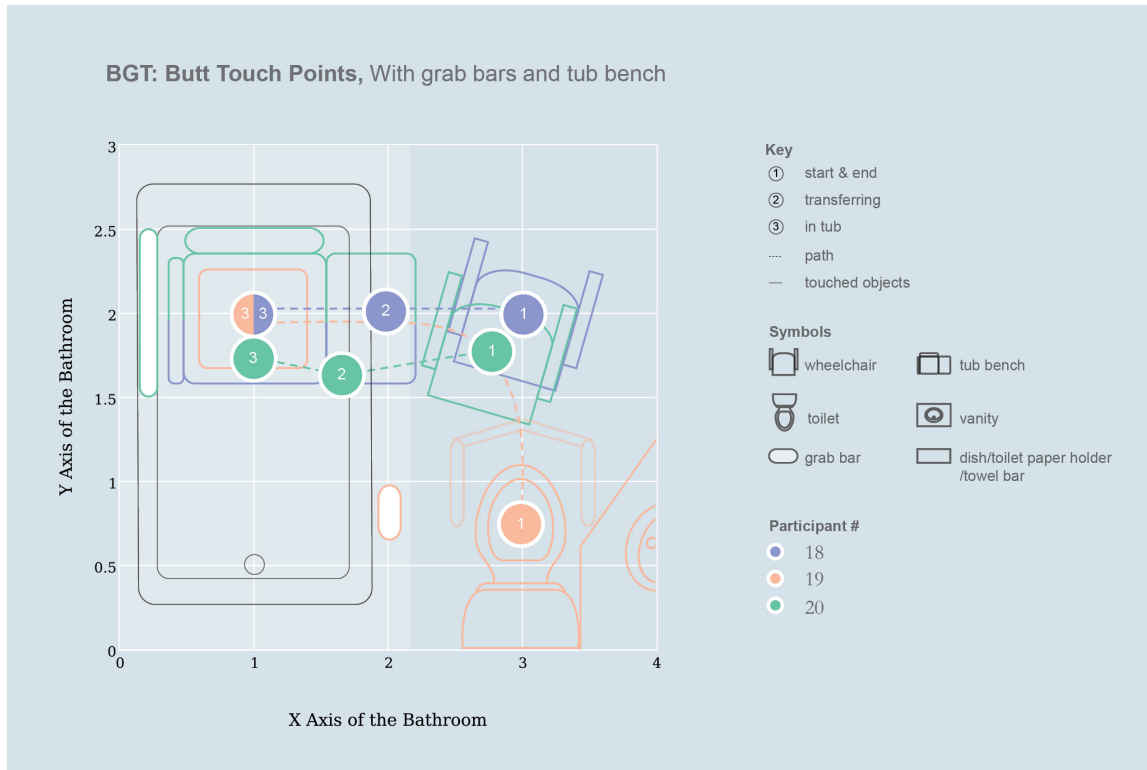 BGT: Butt Touch Points, With grab bars and tub bench
Key
1 start & end
2 transferring
3 in tub
path
touched objects
Symbols
wheelchair
tub bench
toilet
vanity
grab bar
dish/toilet paper holder
/towel bar
Participant #
18
19
20
Y Axis of the Bathroom
3
2.5
2
1.5
1
0.5
0
3 3
2
1
3
2
1
1
0 1 2 3 4
X Axis of the Bathroom